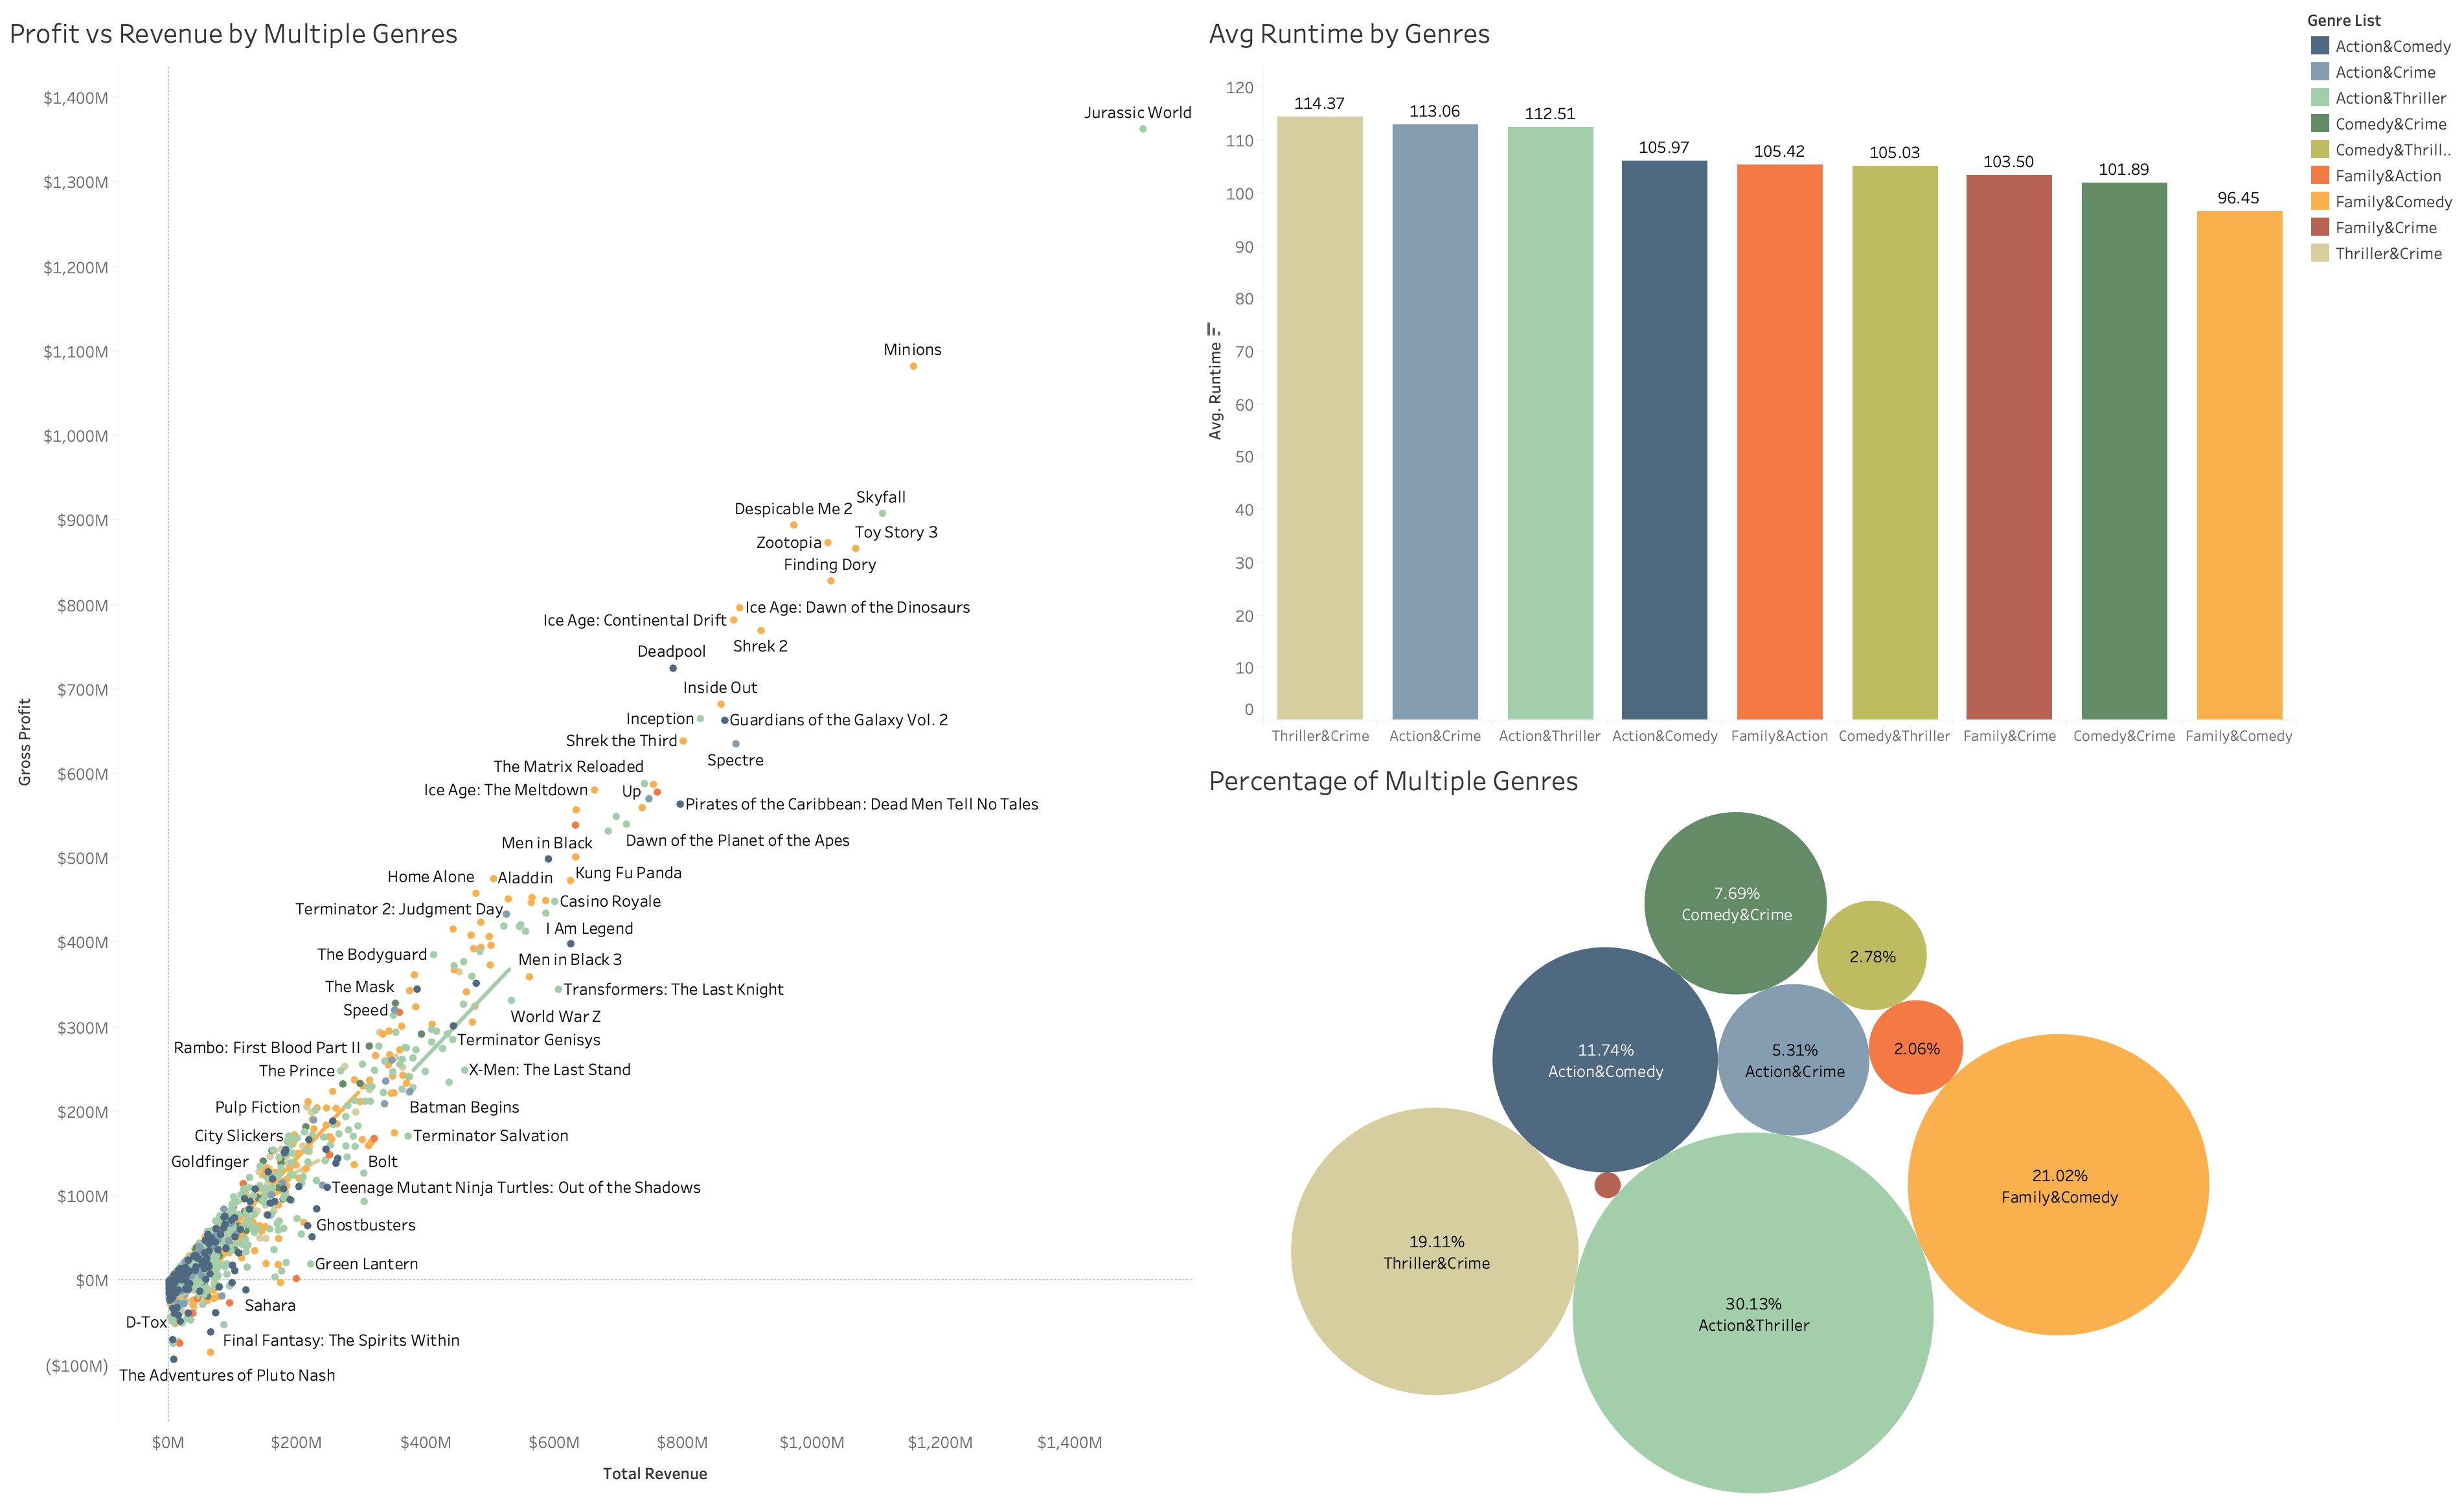 Profit vs Revenue by Multiple Genres
$1,400M
$1,300M
$1,200M
$1,100M
$1,000M
$900M
$800M
$700M
$600M
$500M
$400M
$300M
$200M
$100M
$0M
($100M)
Gross Profit
Jurassic World
Minions
Skyfall
Despicable Me 2
Toy Story 3
Zootopia
Finding Dory
Ice Age: Dawn of the Dinosaurs
Ice Age: Continental Drift
Shrek 2
Deadpool
Inside Out
Inception
Guardians of the Galaxy Vol. 2
Shrek the Third
Spectre
The Matrix Reloaded
Ice Age: The Meltdown
Up
Pirates of the Caribbean: Dead Men Tell No Tales
Dawn of the Planet of the Apes
Men in Black
Kung Fu Panda
Home Alone
Aladdin
Casino Royale
Terminator 2: Judgment Day
I Am Legend
The Bodyguard
Men in Black 3
The Mask
Transformers: The Last Knight
Speed
World War Z
Terminator Genisys
Rambo: First Blood Part II
The Prince
X-Men: The Last Stand
Pulp Fiction
Batman Begins
City Slickers
Terminator Salvation
Goldfinger
Bolt
Teenage Mutant Ninja Turtles: Out of the Shadows
Ghostbusters
Green Lantern
Sahara
D-Tox
Final Fantasy: The Spirits Within
The Adventures of Pluto Nash
$0M
$200M
$400M
$600M
$800M
$1,000M
$1,200M
$1,400M
Total Revenue
Avg Runtime by Genres
120
110
100
90
80
70
60
50
40
30
20
10
0
Avg. Runtime
114.37
113.06
112.51
105.97
105.42
105.03
103.50
101.89
96.45
Thriller&Crime
Action&Crime
Action&Thriller
Action&Comedy
Family&Action
Comedy&Thriller
Family&Crime
Comedy&Crime
Family&Comedy
Genre List
Action&Comedy
Action&Crime
Action&Thriller
Comedy&Crime
Comedy&Thrill..
Family&Action
Family&Comedy
Family&Crime
Thriller&Crime
Percentage of Multiple Genres
7.69%
Comedy&Crime
2.78%
11.74%
Action&Comedy
5.31%
Action&Crime
2.06%
21.02%
Family&Comedy
19.11%
Thriller&Crime
30.13%
Action&Thriller